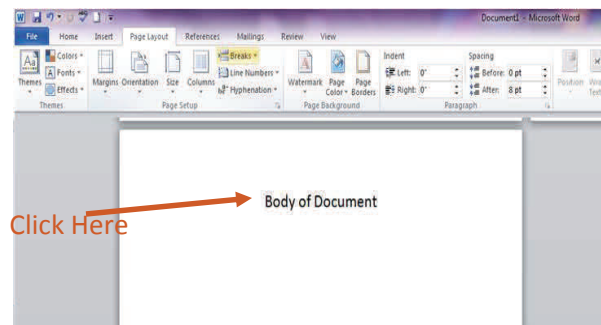 Document1 - Microsoft Word
File Home Insert Page Layout References Mailings Review View
Themes
Colors
Fonts
Effects
Themes
Margins Orientation Size Columns
Breaks
Line Numbers
Hyphenation
Page Setup
Watermark Page Color Page Borders
Page Background
Indent
Left: 0"
Right: 0"
Spacing
Before: 0 pt
After: 8 pt
Paragraph
Position
Text
Body of Document
Click Here